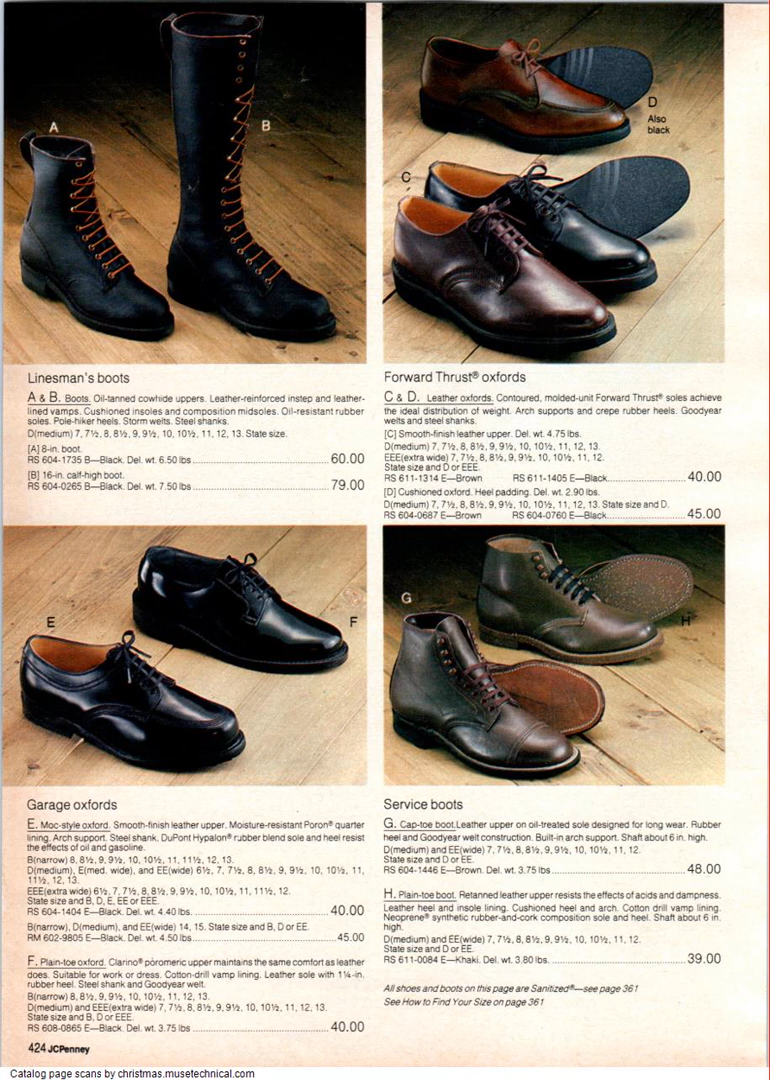 A
B
D
Also
black
C
Linesman's boots
A & B. Boots. Oil-tanned cowhide uppers. Leather-reinforced instep and leather-
lined vamps. Cushioned insoles and composition midsoles. Oil-resistant rubber
soles. Pole-hiker heels. Storm welts. Steel shanks.
D(medium) 7, 7½, 8, 8½, 9, 9½, 10, 10½, 11, 12, 13. State size.
[A] 8-in. boot.
RS 604-1735 B—Black. Del. wt. 6.50 lbs ........ 60.00
[B] 16-in. calf-high boot.
RS 604-0265 B—Black. Del. wt. 7.50 lbs ........ 79.00
Forward Thrust® oxfords
C & D. Leather oxfords. Contoured, molded-unit Forward Thrust® soles achieve
the ideal distribution of weight. Arch supports and crepe rubber heels. Goodyear
welts and steel shanks.
[C] Smooth-finish leather upper. Del. wt. 4.75 lbs.
D(medium) 7, 7½, 8, 8½, 9, 9½, 10, 10½, 11, 12, 13.
EEE(extra wide) 7, 7½, 8, 8½, 9, 9½, 10, 10½, 11, 12.
State size and D or EEE.
RS 611-1314 E—Brown RS 611-1405 E—Black ........ 40.00
[D] Cushioned oxford. Heel padding. Del. wt. 2.90 lbs.
D(medium) 7, 7½, 8, 8½, 9, 9½, 10, 10½, 11, 12, 13. State size and D.
RS 604-0687 E—Brown RS 604-0760 E—Black ........ 45.00
E
F
G
H
Garage oxfords
E. Moc-style oxford. Smooth-finish leather upper. Moisture-resistant Poron® quarter
lining. Arch support. Steel shank. DuPont Hypalon® rubber blend sole and heel resist
the effects of oil and gasoline.
B(narrow) 8, 8½, 9, 9½, 10, 10½, 11, 11½, 12, 13.
D(medium), E(med. wide), and EE(wide) 6½, 7, 7½, 8, 8½, 9, 9½, 10, 10½, 11,
11½, 12, 13.
EEE(extra wide) 6½, 7, 7½, 8, 8½, 9, 9½, 10, 10½, 11, 11½, 12.
State size and B, D, E, EE or EEE.
RS 604-1404 E—Black. Del. wt. 4.40 lbs. ........ 40.00
B(narrow), D(medium), and EE(wide) 14, 15. State size and B, D or EE.
RM 602-9805 E—Black. Del. wt. 4.50 lbs ........ 45.00
F. Plain-toe oxford. Clarino® poromeric upper maintains the same comfort as leather
does. Suitable for work or dress. Cotton-drill vamp lining. Leather sole with 1¼-in.
rubber heel. Steel shank and Goodyear welt.
B(narrow) 8, 8½, 9, 9½, 10, 10½, 11, 12, 13.
D(medium) and EEE(extra wide) 7, 7½, 8, 8½, 9, 9½, 10, 10½, 11, 12, 13.
State size and B, D or EEE.
RS 608-0865 E—Black. Del. wt. 3.75 lbs ........ 40.00
Service boots
G. Cap-toe boot. Leather upper on oil-treated sole designed for long wear. Rubber
heel and Goodyear welt construction. Built-in arch support. Shaft about 6 in. high.
D(medium) and EE(wide) 7, 7½, 8, 8½, 9, 9½, 10, 10½, 11, 12.
State size and D or EE.
RS 604-1446 E—Brown. Del. wt. 3.75 lbs ........ 48.00
H. Plain-toe boot. Retanned leather upper resists the effects of acids and dampness.
Leather heel and insole lining. Cushioned heel and arch. Cotton drill vamp lining.
Neoprene® synthetic rubber-and-cork composition sole and heel. Shaft about 6 in.
high.
D(medium) and EE(wide) 7, 7½, 8, 8½, 9, 9½, 10, 10½, 11, 12.
State size and D or EE.
RS 611-0084 E—Khaki. Del. wt. 3.80 lbs. ........ 39.00
All shoes and boots on this page are Sanitized®—see page 361
See How to Find Your Size on page 361
424 JCPenney
Catalog page scans by christmas.musetechnical.com